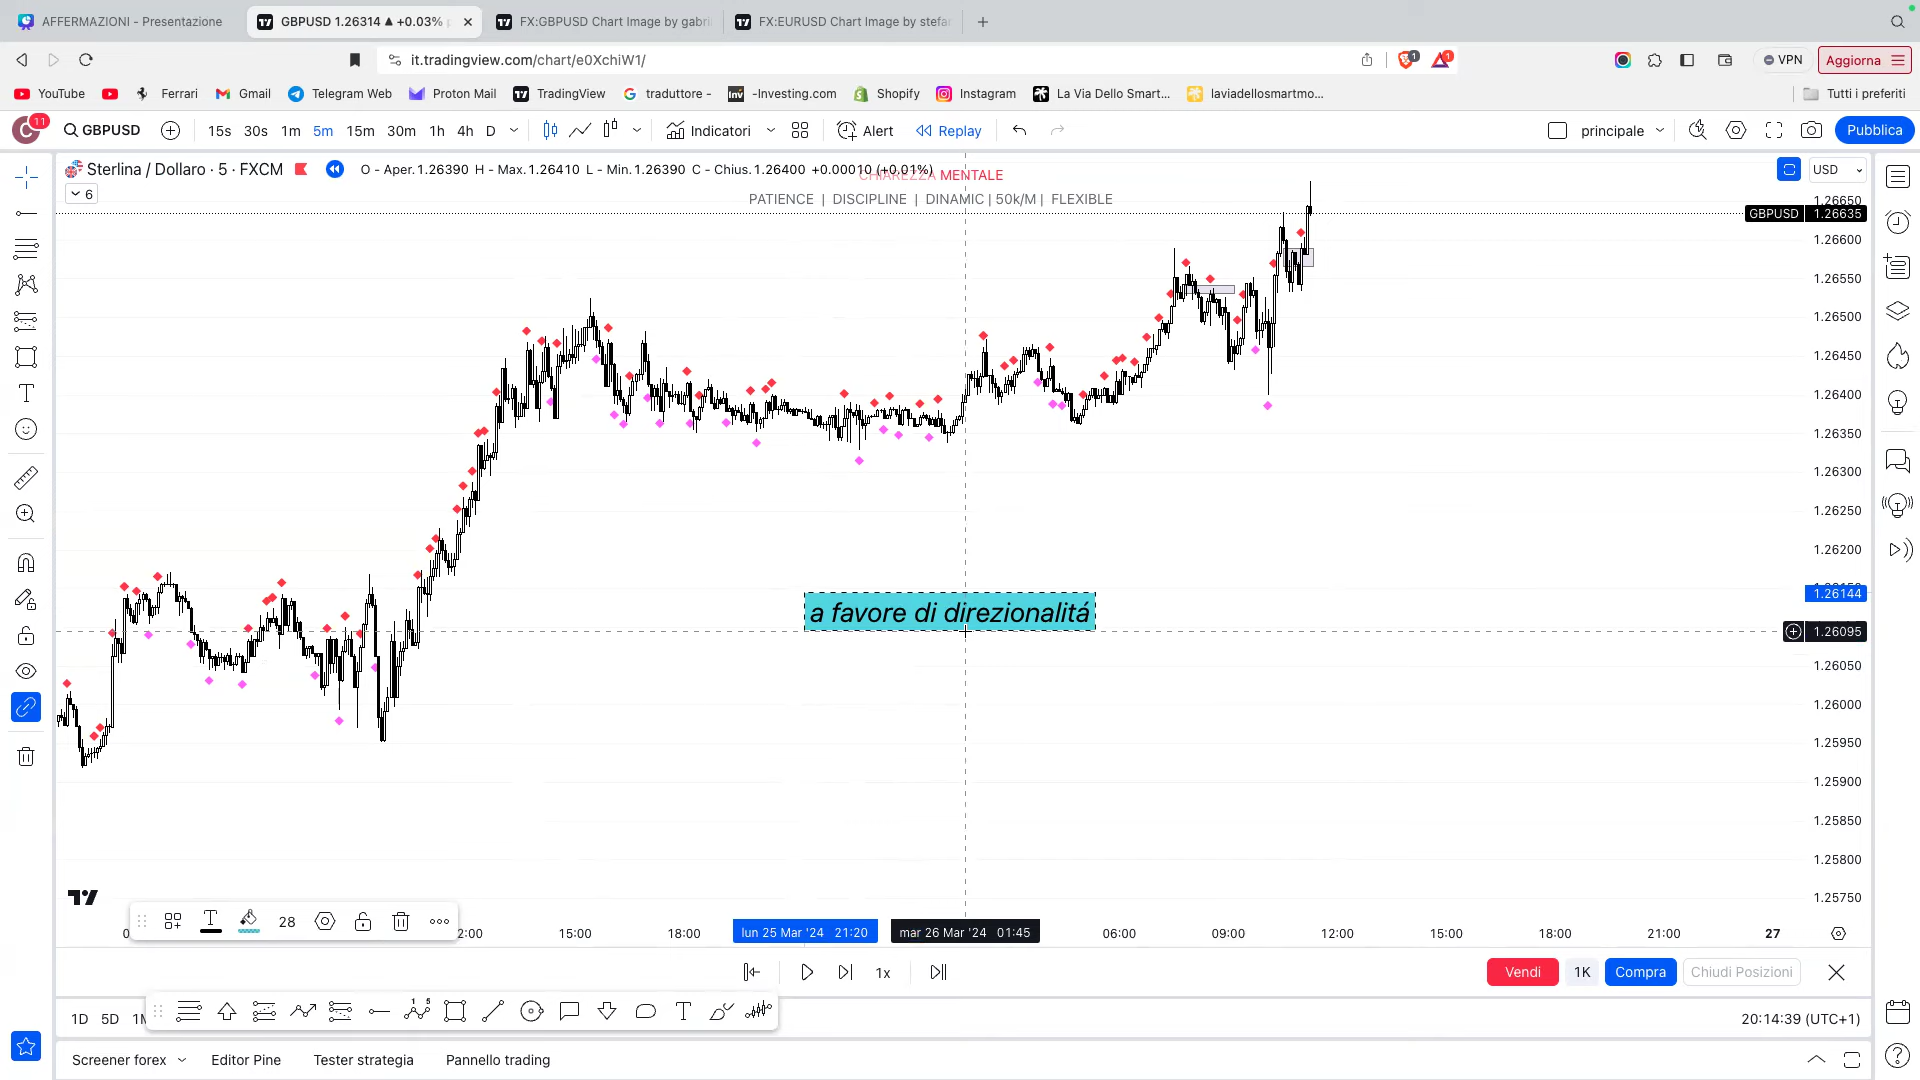 AFFERMAZIONI - Presentazione
GBPUSD 1.26314 ▲ +0.03%
FX:GBPUSD Chart Image by gabri
FX:EURUSD Chart Image by stefa
it.tradingview.com/chart/e0XchiW1/
1
1
VPN
Aggiorna
YouTube
Ferrari
Gmail
Telegram Web
Proton Mail
TradingView
traduttore -
-Investing.com
Shopify
Instagram
La Via Dello Smart...
laviadellosmartmo...
Tutti i preferiti
C 11
GBPUSD
15s 30s 1m 5m 15m 30m 1h 4h D
Indicatori
Alert
Replay
principale
Pubblica
Sterlina / Dollaro · 5 · FXCM
O - Aper. 1.26390 H - Max. 1.26410 L - Min. 1.26390 C - Chius. 1.26400 +0.00010 (+0.01%)
CHIAREZZA MENTALE
USD
6
PATIENCE | DISCIPLINE | DINAMIC | 50k/M | FLEXIBLE
1.26650
GBPUSD 1.26635
1.26600
1.26550
1.26500
1.26450
1.26400
1.26350
1.26300
1.26250
1.26200
1.26150
1.26144
a favore di direzionalitá
1.26095
1.26050
1.26000
1.25950
1.25900
1.25850
1.25800
1.25750
28
2:00
15:00
18:00
lun 25 Mar '24 21:20
mar 26 Mar '24 01:45
06:00
09:00
12:00
15:00
18:00
21:00
27
1x
Vendi
1K
Compra
Chiudi Posizioni
1D 5D 1M
20:14:39 (UTC+1)
Screener forex
Editor Pine
Tester strategia
Pannello trading